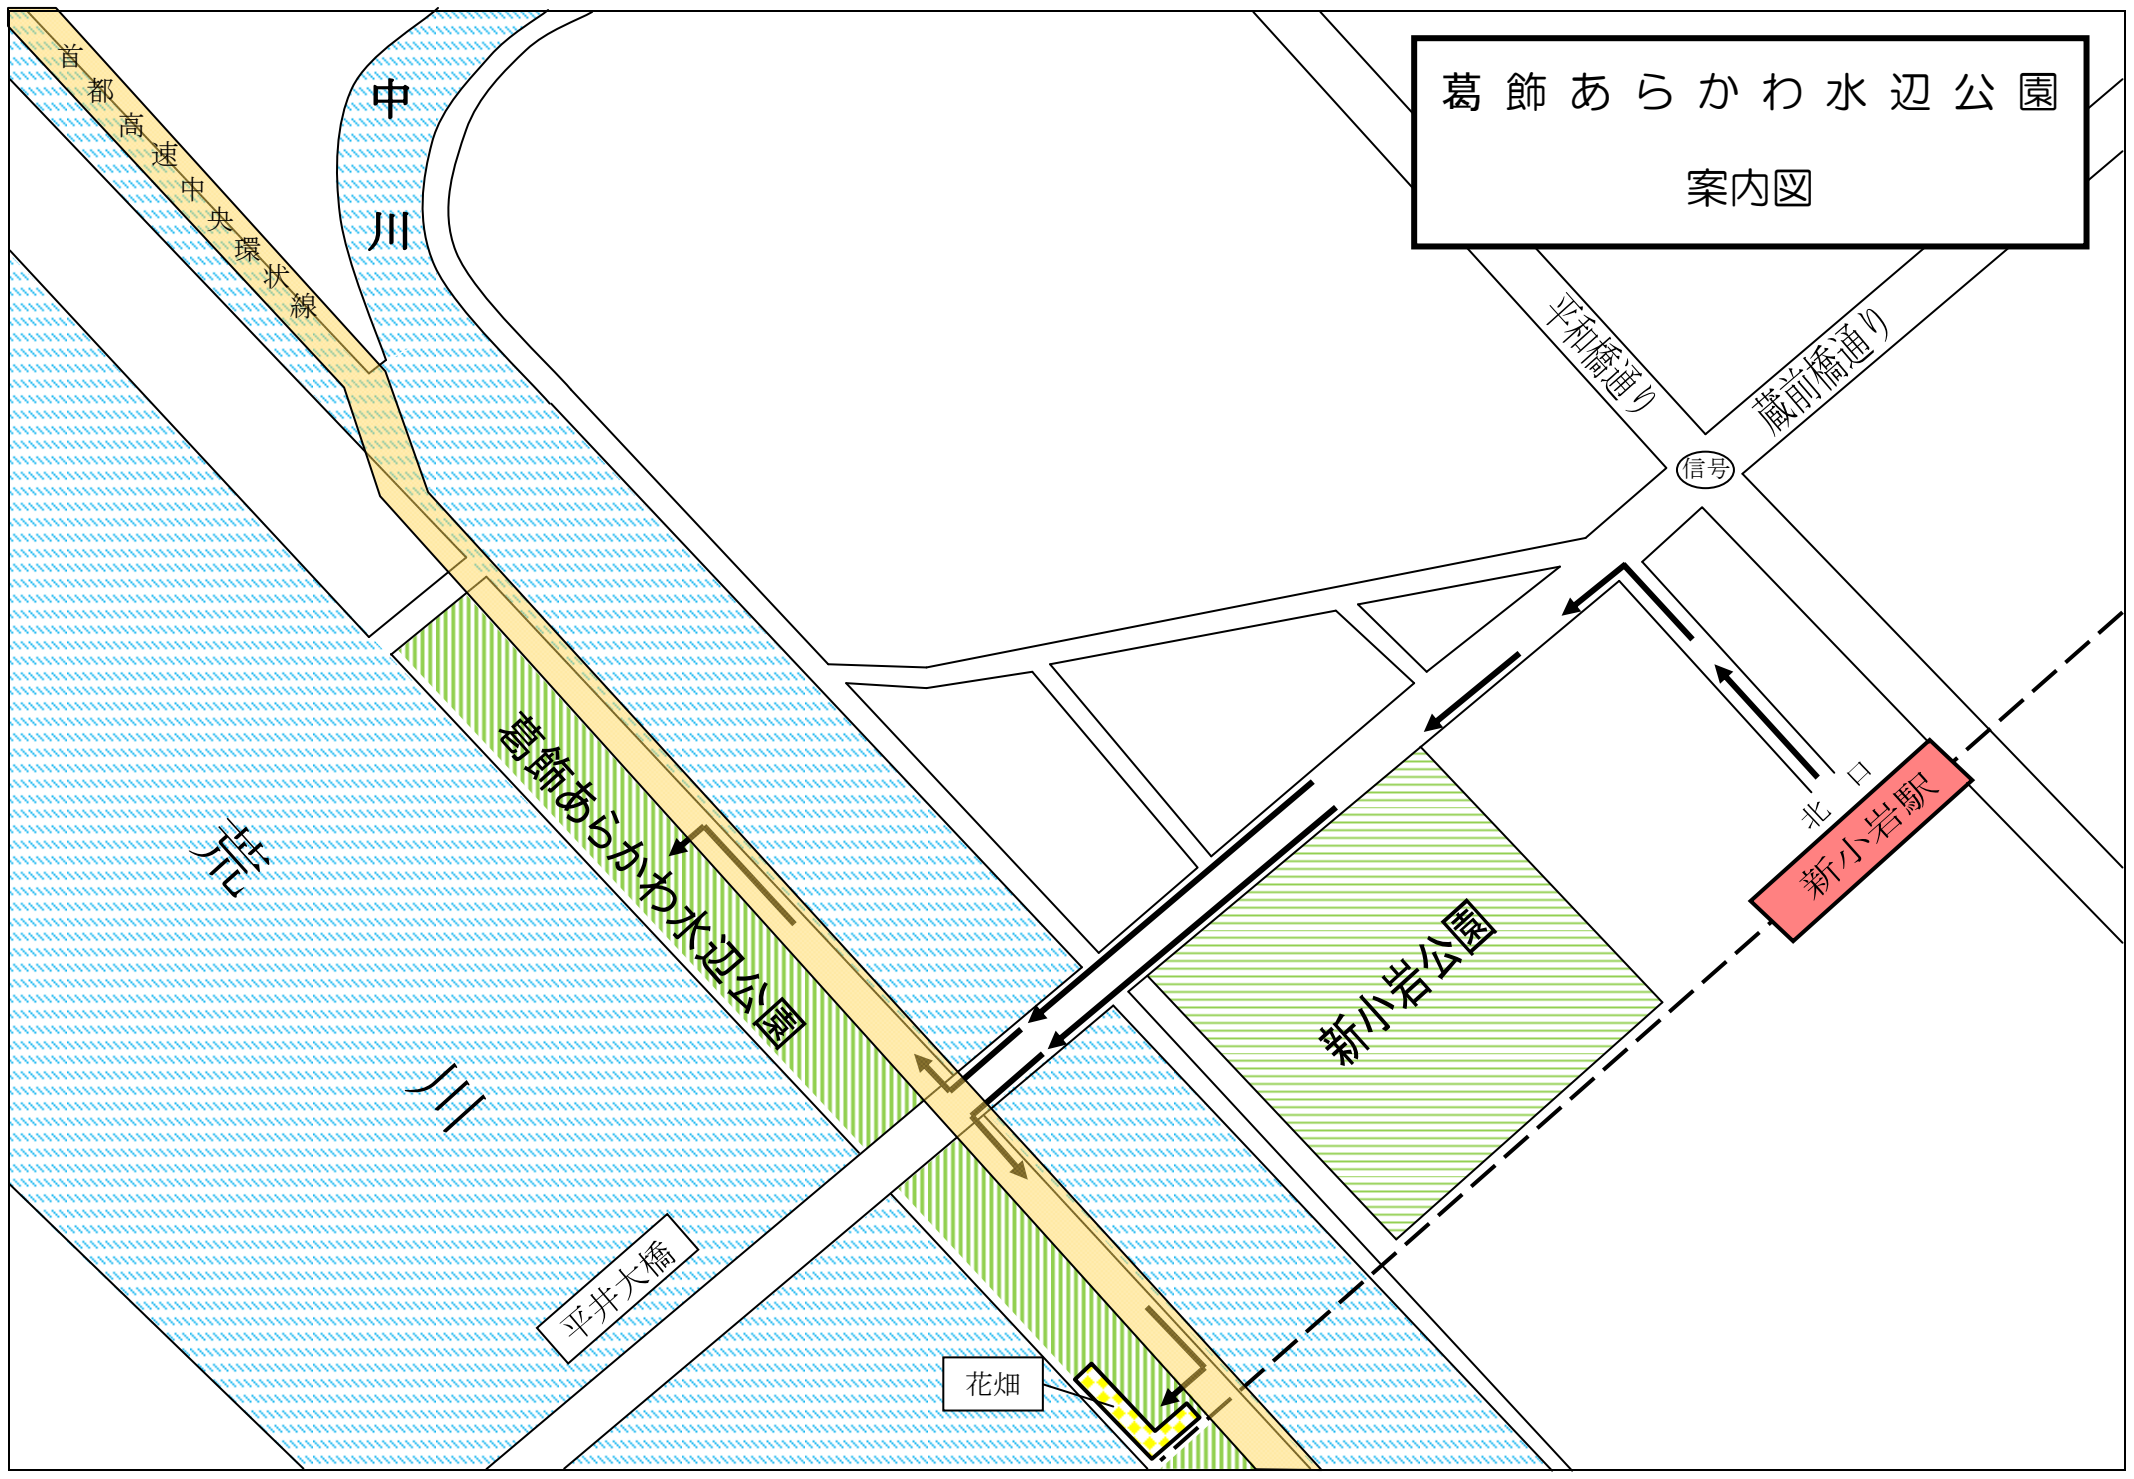 葛飾あらかわ水辺公園
案内図
首都高速中央環状線
中川
平和橋通り
蔵前橋通り
信号
北口
新小岩駅
葛飾あらかわ水辺公園
新小岩公園
荒川
平井大橋
花畑